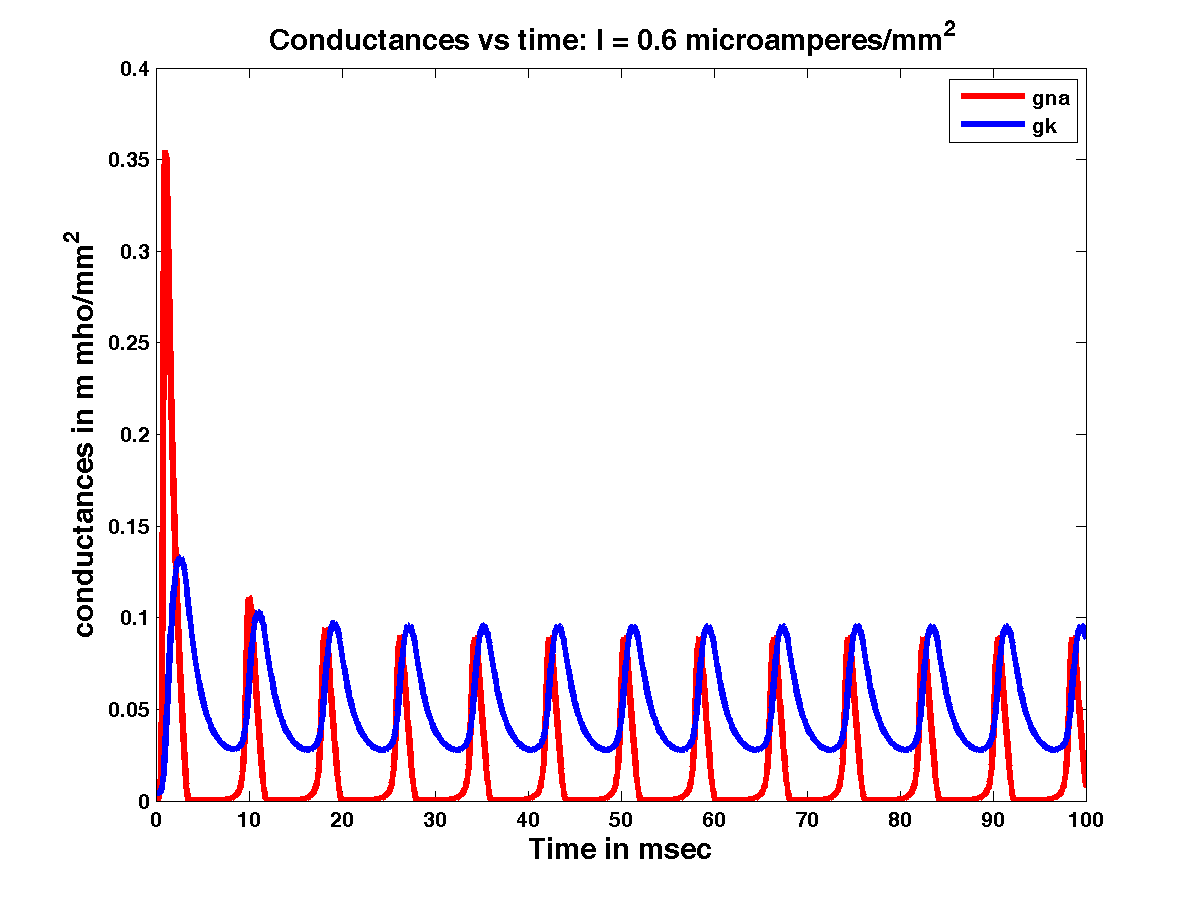 Conductances vs time: I = 0.6 microamperes/mm²
gna
gk
conductances in m mho/mm²
0.4
0.35
0.3
0.25
0.2
0.15
0.1
0.05
0
0 10 20 30 40 50 60 70 80 90 100
Time in msec